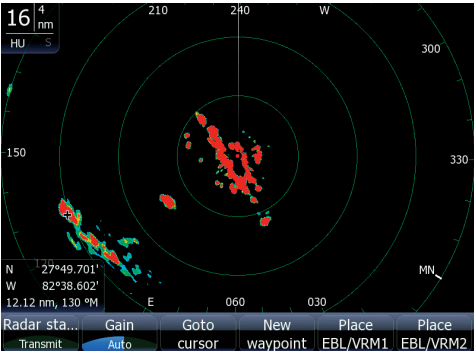 16 4 nm
HU S
210
240
W
300
150
330
120
MN
N 27°49.701'
W 82°38.602'
12.12 nm, 130 °M
E
060
030
Radar sta... Gain Goto New Place Place
Transmit Auto cursor waypoint EBL/VRM1 EBL/VRM2